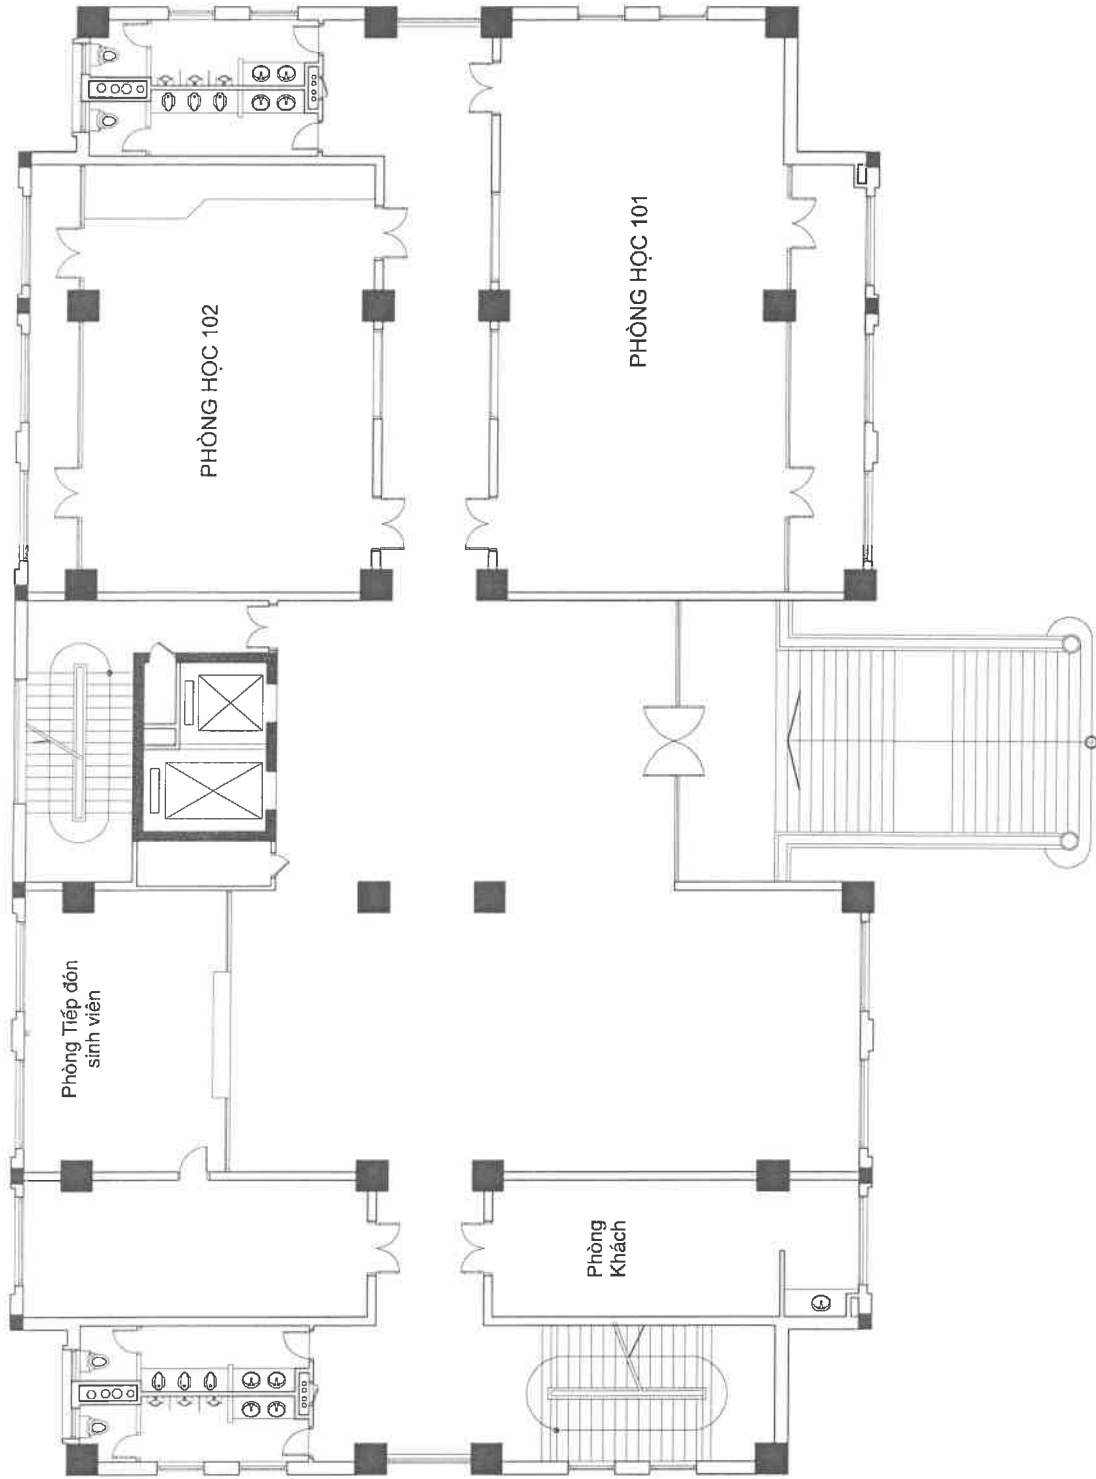 PHÒNG HỌC 102
PHÒNG HỌC 101
Phòng Tiếp đón
sinh viên
Phòng
Khách